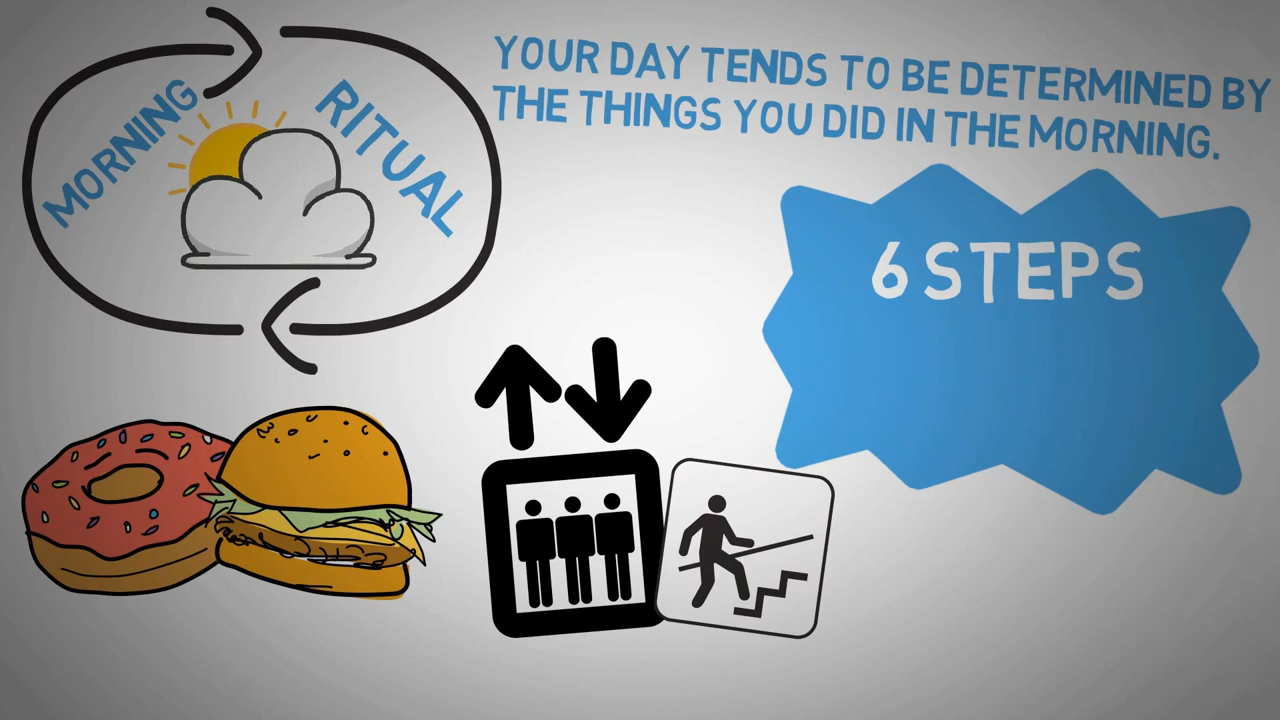 MORNING RITUAL
YOUR DAY TENDS TO BE DETERMINED BY
THE THINGS YOU DID IN THE MORNING.
6 STEPS